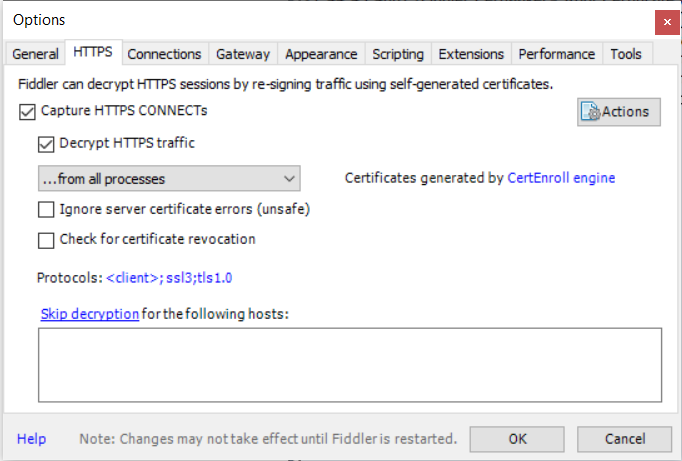 Options
General HTTPS Connections Gateway Appearance Scripting Extensions Performance Tools
Fiddler can decrypt HTTPS sessions by re-signing traffic using self-generated certificates.
Capture HTTPS CONNECTs
Actions
Decrypt HTTPS traffic
...from all processes
Certificates generated by CertEnroll engine
Ignore server certificate errors (unsafe)
Check for certificate revocation
Protocols: <client>; ssl3;tls1.0
Skip decryption for the following hosts:
Help Note: Changes may not take effect until Fiddler is restarted. OK Cancel